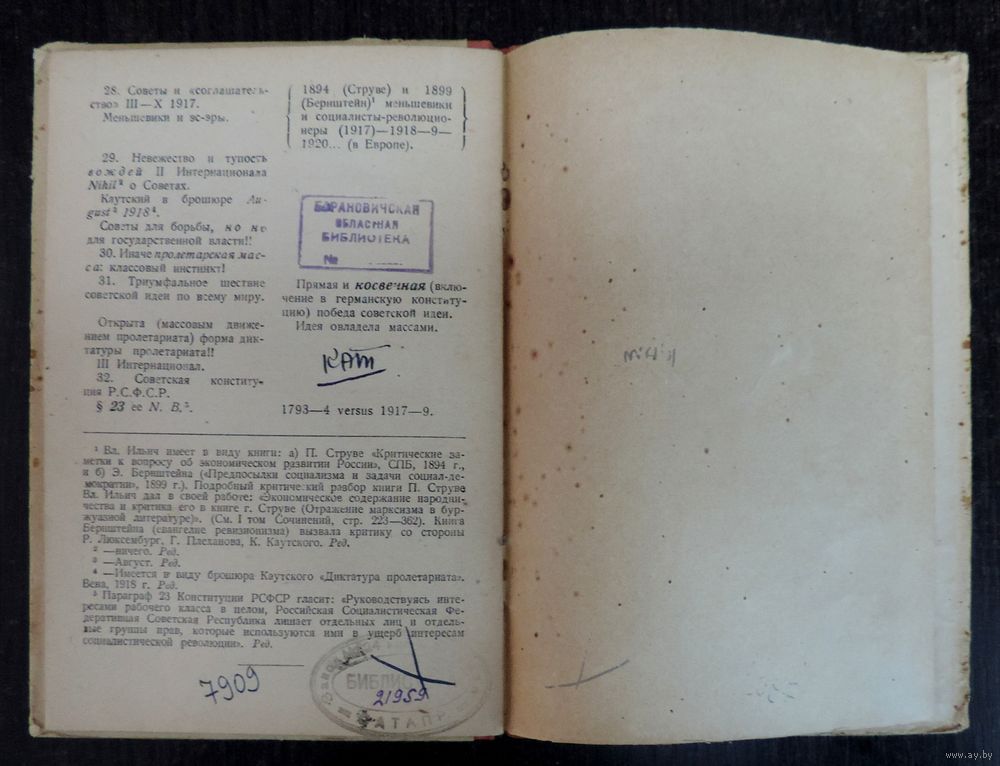 28. Советы и «соглашатель-
ство» III—X 1917.
Меньшевики и эс-эры.
1894 (Струве) и 1899
(Бернштейн)¹ меньшевики
и социалисты-революцио-
неры (1917)—1918—9—
1920... (в Европе).
29. Невежество и тупость
вождей II Интернационала
Nihil² о Советах.
Каутский в брошюре Au-
gust³ 1918⁴.
Советы для борьбы, но не
для государственной власти!!
30. Иначе пролетарская мас-
са: классовый инстинкт!
31. Триумфальное шествие
советской идеи по всему миру.
Открыта (массовым движе-
нием пролетариата) форма дик-
татуры пролетариата!!
III Интернационал.
32. Советская конститу-
ция Р.С.Ф.С.Р.
§ 23 ее N. B.⁵.
БАРАНОВИЧСКАЯ
ОБЛАСТНАЯ
БИБЛИОТЕКА
№
Прямая и косвенная (вклю-
чение в германскую конститу-
цию) победа советской идеи.
Идея овладела массами.
КАТ
1793—4 versus 1917—9.
¹ Вл. Ильич имеет в виду книги: а) П. Струве «Критические за-
метки к вопросу об экономическом развитии России», СПБ, 1894 г.,
и б) Э. Бернштейна («Предпосылки социализма и задачи социал-де-
мократии», 1899 г.). Подробный критический разбор книги П. Струве
Вл. Ильич дал в своей работе: «Экономическое содержание народни-
чества и критика его в книге г. Струве (Отражение марксизма в бур-
жуазной литературе)». (См. I том Сочинений, стр. 223—362). Книга
Бернштейна (евангелие ревизионизма) вызвала критику со стороны
Р. Люксембург, Г. Плеханова, К. Каутского. Ред.
² —ничего. Ред.
³ —Август. Ред.
⁴ —Имеется в виду брошюра Каутского «Диктатура пролетариата».
Вена, 1918 г. Ред.
⁵ Параграф 23 Конституции РСФСР гласит: «Руководствуясь инте-
ресами рабочего класса в целом, Российская Социалистическая Фе-
деративная Советская Республика лишает отдельных лиц и отдель-
ные группы прав, которые используются ими в ущерб интересам
социалистической революции». Ред.
7909
21959
www.ay.by